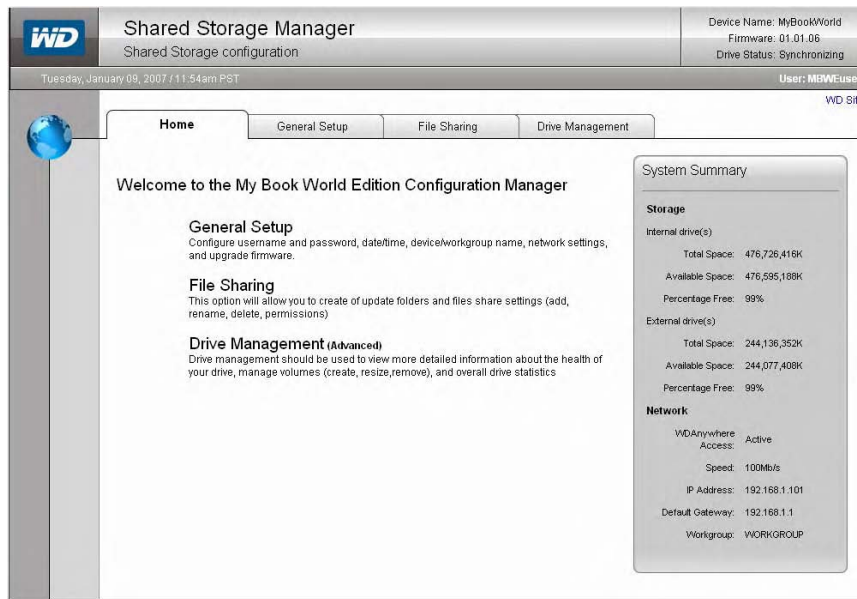 WD
Shared Storage Manager
Shared Storage configuration
Device Name: MyBookWorld
Firmware: 01.01.06
Drive Status: Synchronizing
Tuesday, January 09, 2007 / 11:54am PST
User: MBWEuse
WD Sit
Home
General Setup
File Sharing
Drive Management
Welcome to the My Book World Edition Configuration Manager
General Setup
Configure username and password, date/time, device/workgroup name, network settings,
and upgrade firmware.
File Sharing
This option will allow you to create of update folders and files share settings (add,
rename, delete, permissions)
Drive Management (Advanced)
Drive management should be used to view more detailed information about the health of
your drive, manage volumes (create, resize,remove), and overall drive statistics
System Summary
Storage
Internal drive(s)
Total Space: 476,726,416K
Available Space: 476,595,188K
Percentage Free: 99%
External drive(s)
Total Space: 244,136,352K
Available Space: 244,077,408K
Percentage Free: 99%
Network
WDAnywhere
Access: Active
Speed: 100Mb/s
IP Address: 192.168.1.101
Default Gateway: 192.168.1.1
Workgroup: WORKGROUP